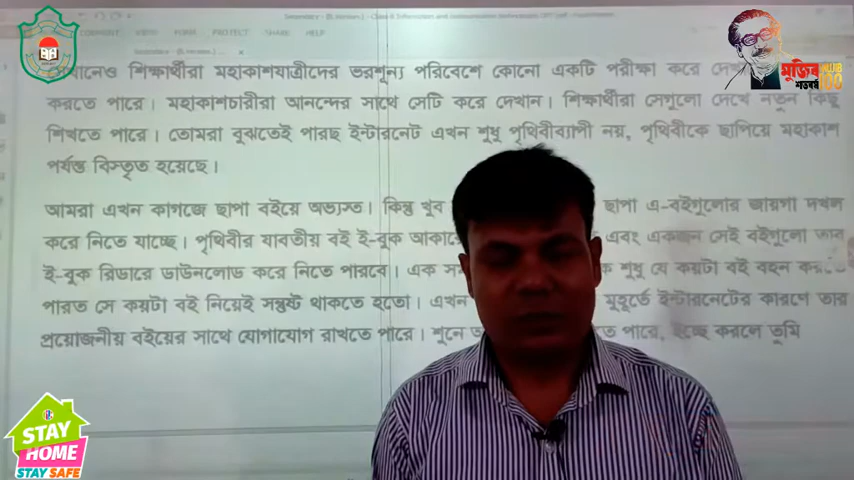 শিক্ষার্থীরা মহাকাশযাত্রীদের ভরশূন্য পরিবেশে কোনো একটি পরীক্ষা করে
করতে পারে। মহাকাশচারীরা আনন্দের সাথে সেটি করে দেখান। শিক্ষার্থীরা সেগুলো দেখে নতুন কিছু
শিখতে পারে। তোমরা বুঝতেই পারছ ইন্টারনেট এখন শুধু পৃথিবীব্যাপী নয়, পৃথিবীকে ছাপিয়ে মহাকাশ
পর্যন্ত বিস্তৃত হয়েছে।
আমরা এখন কাগজে ছাপা বইয়ে অভ্যস্ত। কিন্তু খুব ছাপা এ-বইগুলোর জায়গা দখল
করে নিতে যাচ্ছে। পৃথিবীর যাবতীয় বই ই-বুক আকারে এবং একজন সেই বইগুলো তার
ই-বুক রিডারে ডাউনলোড করে নিতে পারবে। এক শুধু যে কয়টা বই বহন করতে
পারত সে কয়টা বই নিয়েই সন্তুষ্ট থাকতে হতো। এখন মুহূর্তে ইন্টারনেটের কারণে তার
প্রয়োজনীয় বইয়ের সাথে যোগাযোগ রাখতে পারে। শুনে পারে, ইচ্ছে করলে তুমি
মুজিব
শতবর্ষ
100
STAY
HOME
STAY SAFE